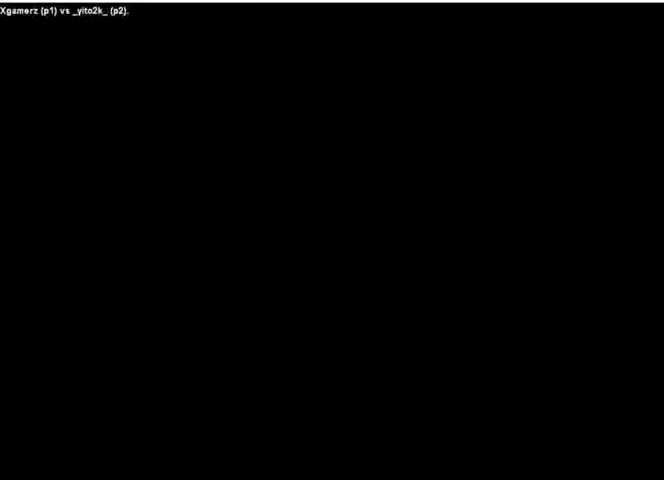 Xgamerz (p1) vs _yito2k_ (p2).